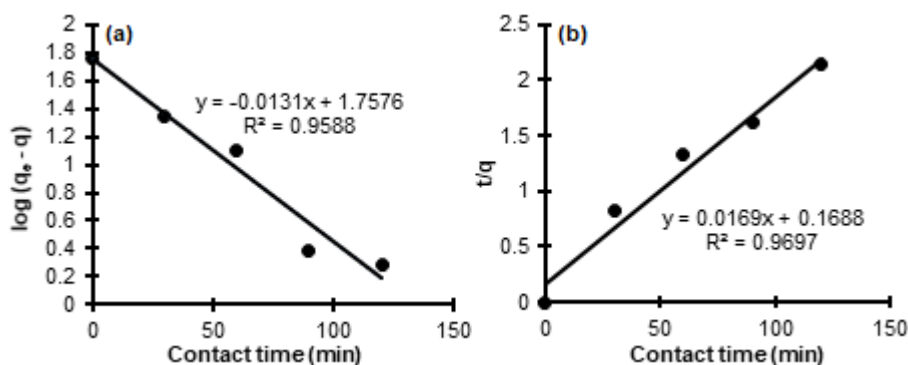 (a)
2
1.8
1.6
1.4
1.2
1
0.8
0.6
0.4
0.2
0
log (qₑ - q)
y = -0.0131x + 1.7576
R² = 0.9588
0 50 100 150
Contact time (min)
(b)
2.5
2
1.5
1
0.5
0
t/q
y = 0.0169x + 0.1688
R² = 0.9697
0 50 100 150
Contact time (min)